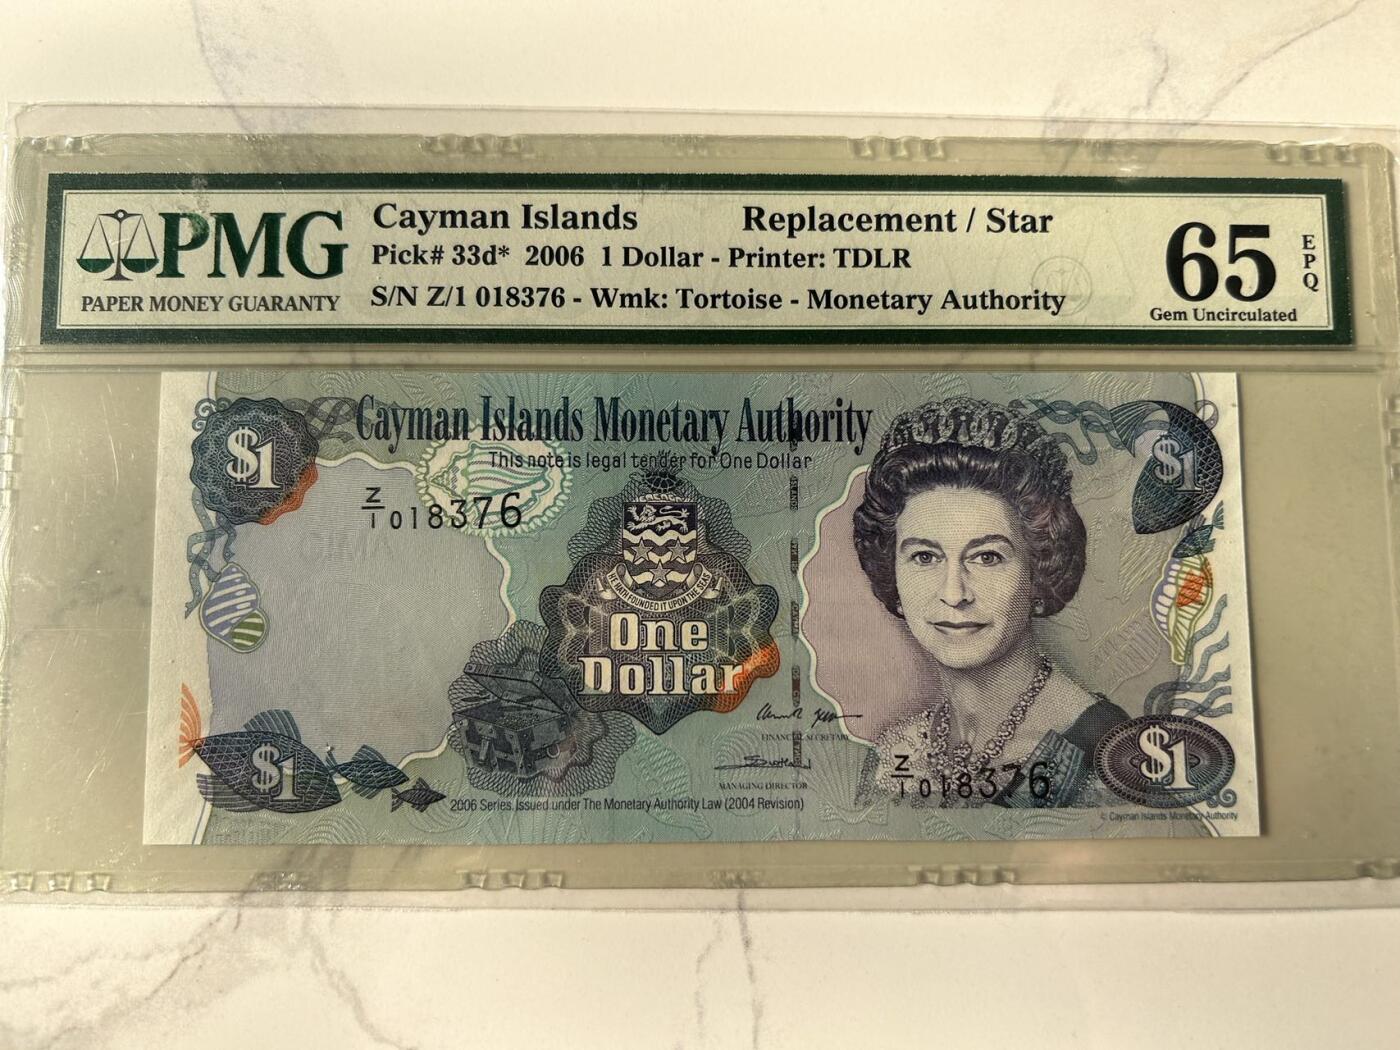 PMG
PAPER MONEY GUARANTY
Cayman Islands Replacement / Star
Pick# 33d* 2006 1 Dollar - Printer: TDLR
S/N Z/1 018376 - Wmk: Tortoise - Monetary Authority
65
EPQ
Gem Uncirculated
Cayman Islands Monetary Authority
This note is legal tender for One Dollar
$1
$1
Z/1 018376
HE HATH FOUNDED IT UPON THE SEAS
One
Dollar
FINANCIAL SECRETARY
MANAGING DIRECTOR
Z/1 018376
$1
$1
2006 Series. Issued under The Monetary Authority Law (2004 Revision)
© Cayman Islands Monetary Authority